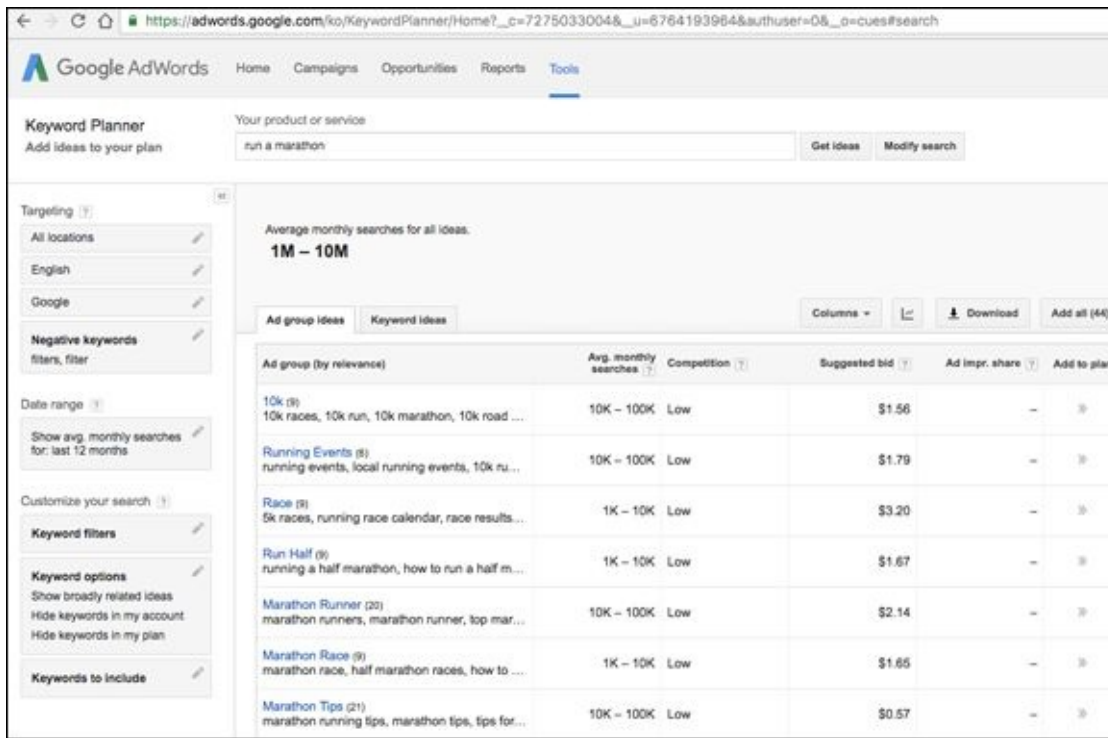 https://adwords.google.com/ko/KeywordPlanner/Home?__c=7275033004&__u=6764193964&authuser=0&__o=cues#search
Google AdWords Home Campaigns Opportunities Reports Tools
Keyword Planner
Add ideas to your plan
Your product or service
run a marathon
Get ideas Modify search
Targeting ?
All locations
English
Google
Negative keywords
filters, filter
Date range ?
Show avg. monthly searches
for: last 12 months
Customize your search ?
Keyword filters
Keyword options
Show broadly related ideas
Hide keywords in my account
Hide keywords in my plan
Keywords to include
Average monthly searches for all ideas.
1M – 10M
Ad group ideas Keyword ideas
Columns Download Add all (44)
Ad group (by relevance) Avg. monthly searches ? Competition ? Suggested bid ? Ad impr. share ? Add to plan
10k (9)
10k races, 10k run, 10k marathon, 10k road ... 10K – 100K Low $1.56 –
Running Events (6)
running events, local running events, 10k ru... 10K – 100K Low $1.79 –
Race (9)
5k races, running race calendar, race results... 1K – 10K Low $3.20 –
Run Half (9)
running a half marathon, how to run a half m... 1K – 10K Low $1.67 –
Marathon Runner (20)
marathon runners, marathon runner, top mar... 10K – 100K Low $2.14 –
Marathon Race (9)
marathon race, half marathon races, how to ... 1K – 10K Low $1.65 –
Marathon Tips (21)
marathon running tips, marathon tips, tips for... 10K – 100K Low $0.57 –